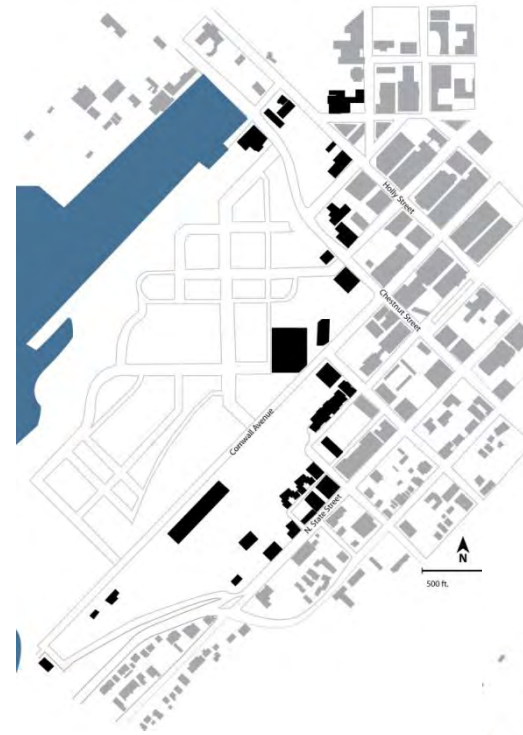 Holly Street
Chestnut Street
Cornwall Avenue
N. State Street
N
500 ft.